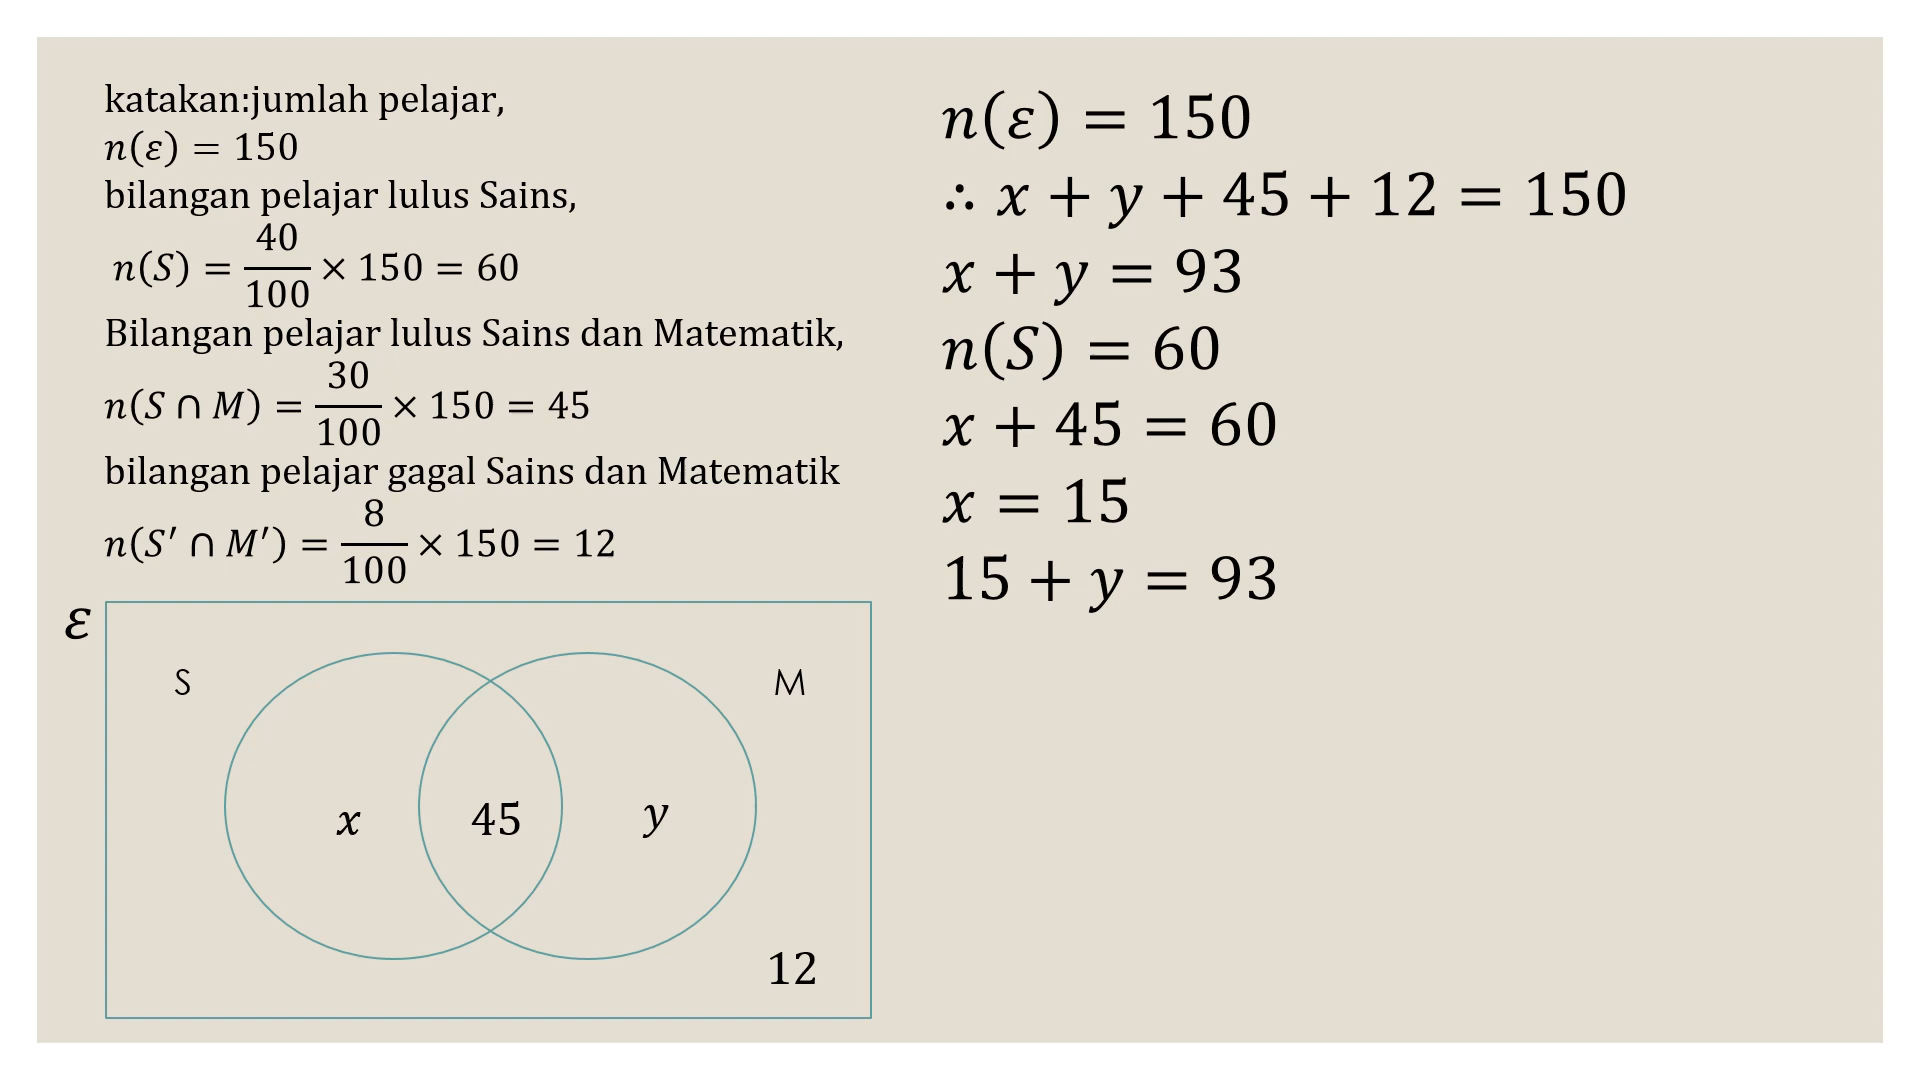 katakan:jumlah pelajar,
n(ε) = 150
bilangan pelajar lulus Sains,
n(S) = 40/100 × 150 = 60
Bilangan pelajar lulus Sains dan Matematik,
n(S ∩ M) = 30/100 × 150 = 45
bilangan pelajar gagal Sains dan Matematik
n(S′ ∩ M′) = 8/100 × 150 = 12
ε
S
M
x
45
y
12
n(ε) = 150
∴ x + y + 45 + 12 = 150
x + y = 93
n(S) = 60
x + 45 = 60
x = 15
15 + y = 93